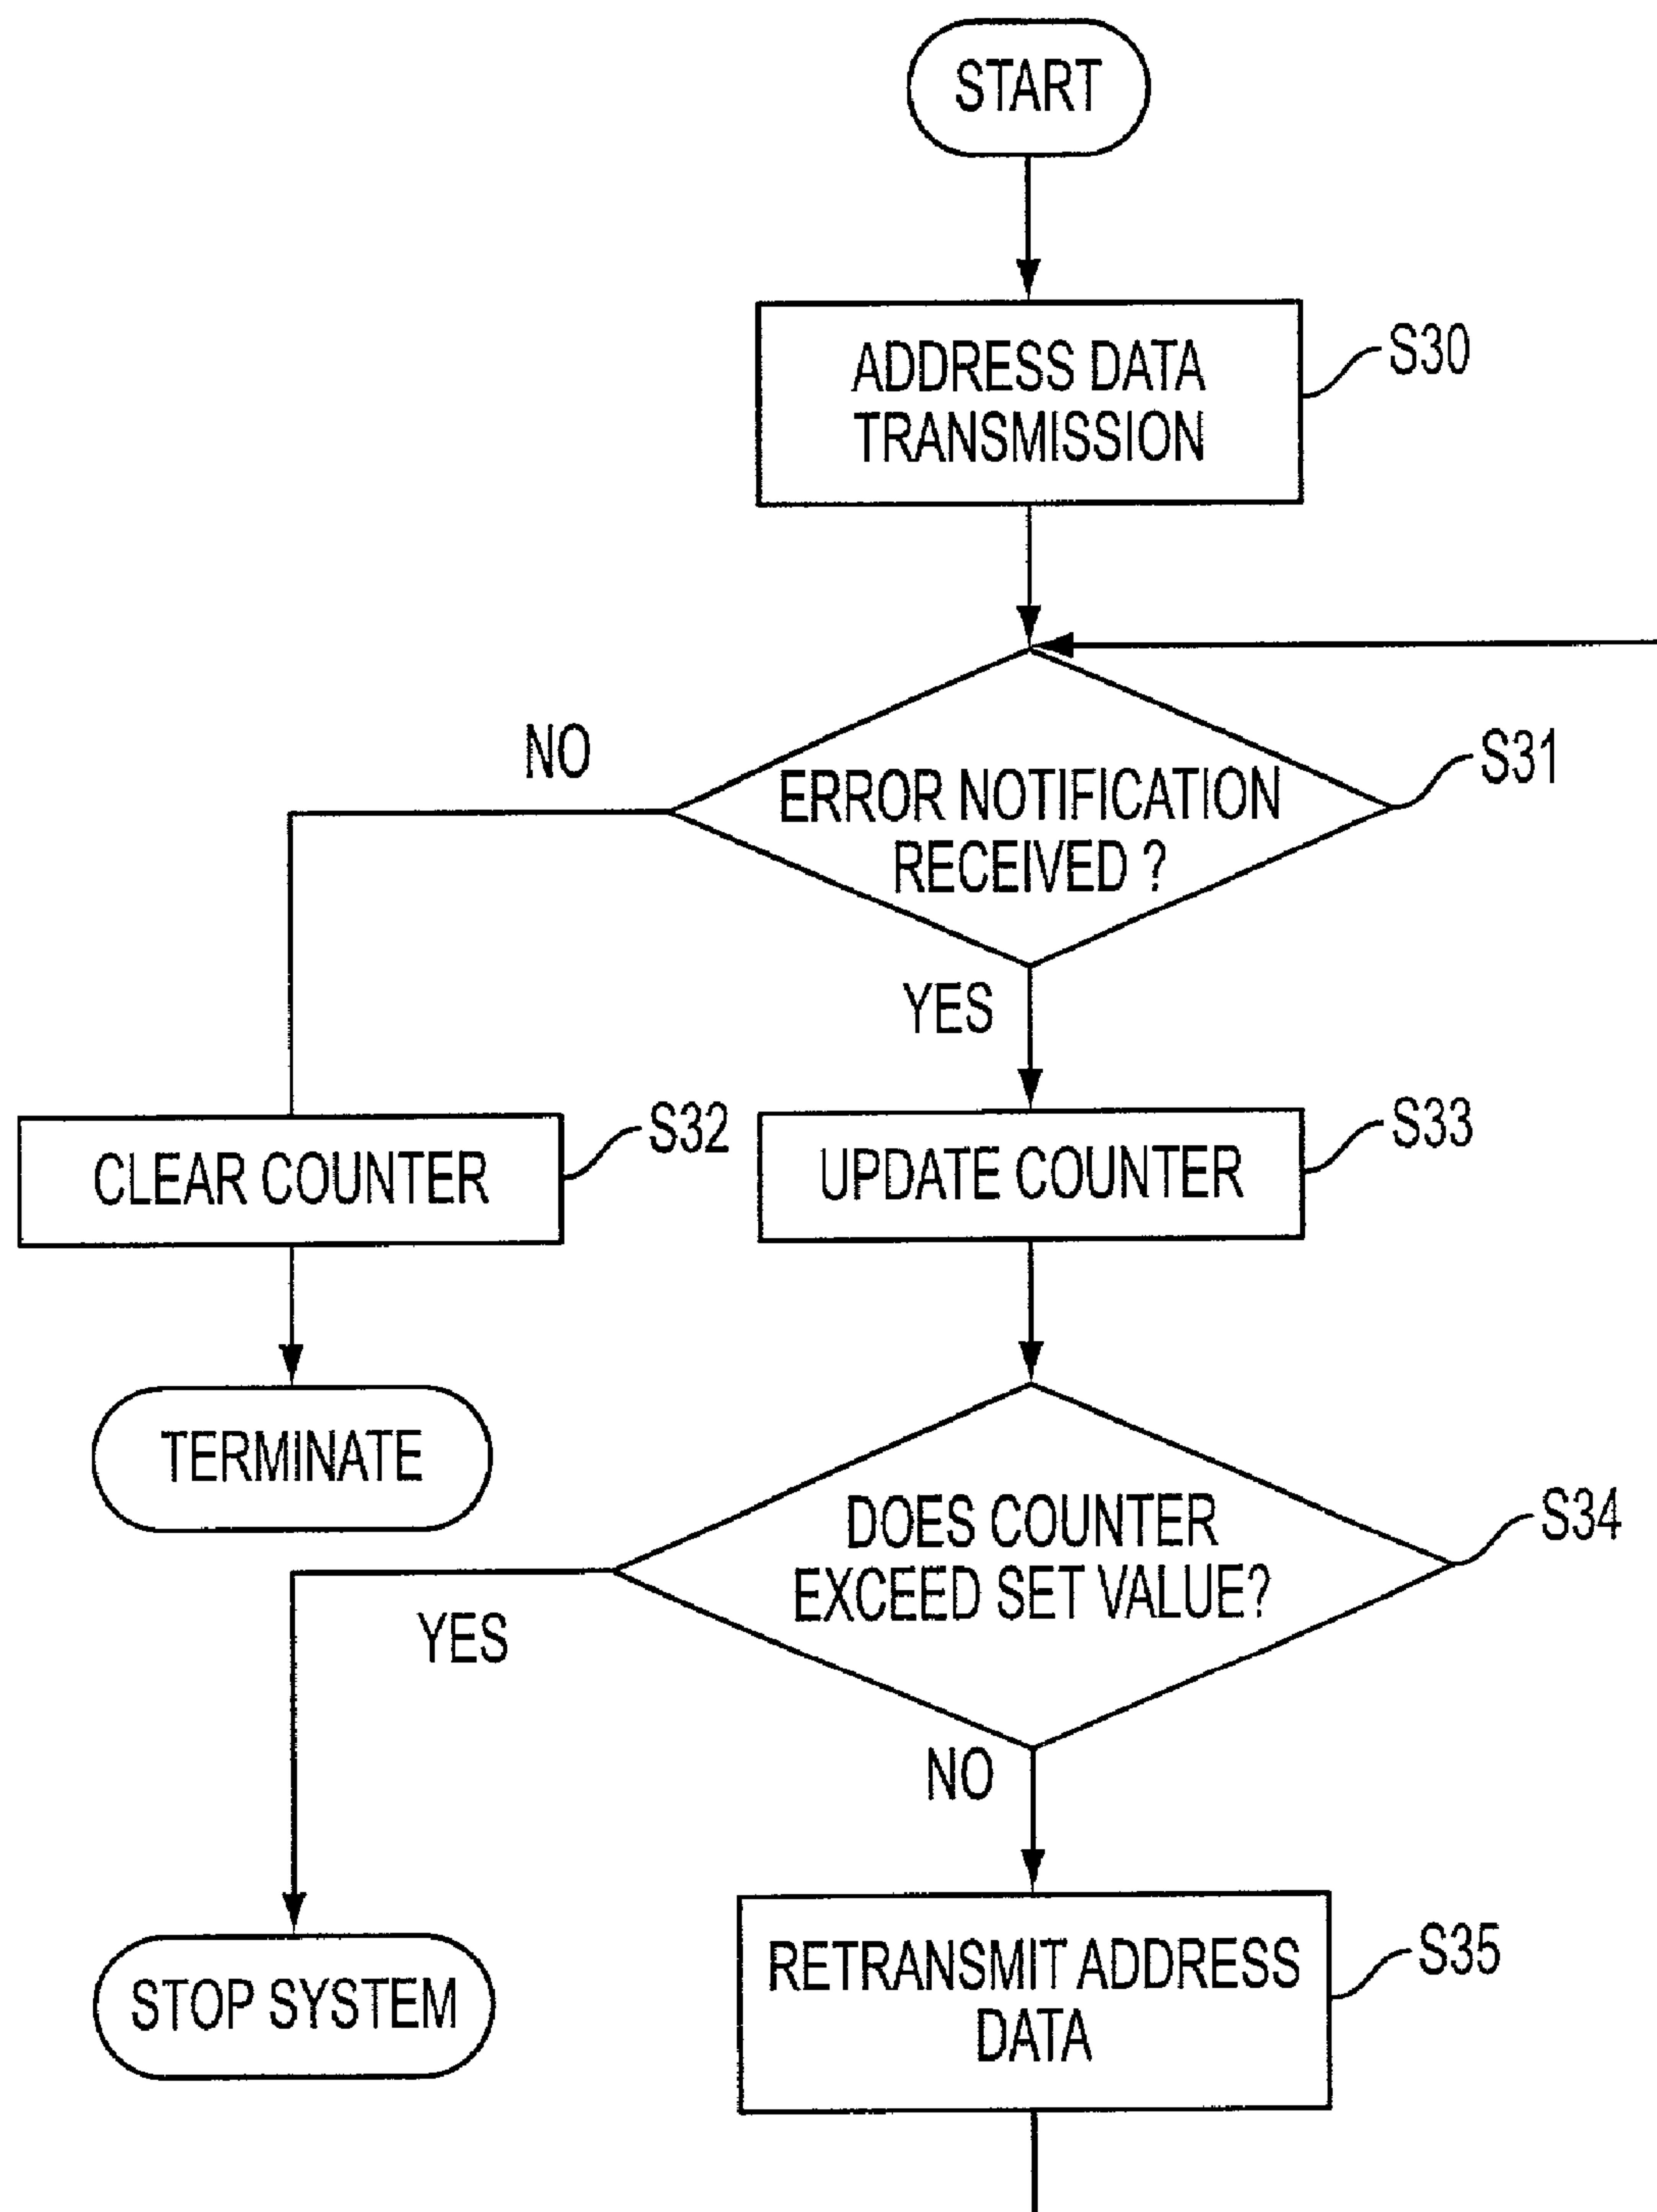 START
ADDRESS DATA
TRANSMISSION
S30
NO
ERROR NOTIFICATION
RECEIVED ?
S31
YES
CLEAR COUNTER
S32
UPDATE COUNTER
S33
TERMINATE
DOES COUNTER
EXCEED SET VALUE?
S34
YES
NO
STOP SYSTEM
RETRANSMIT ADDRESS
DATA
S35